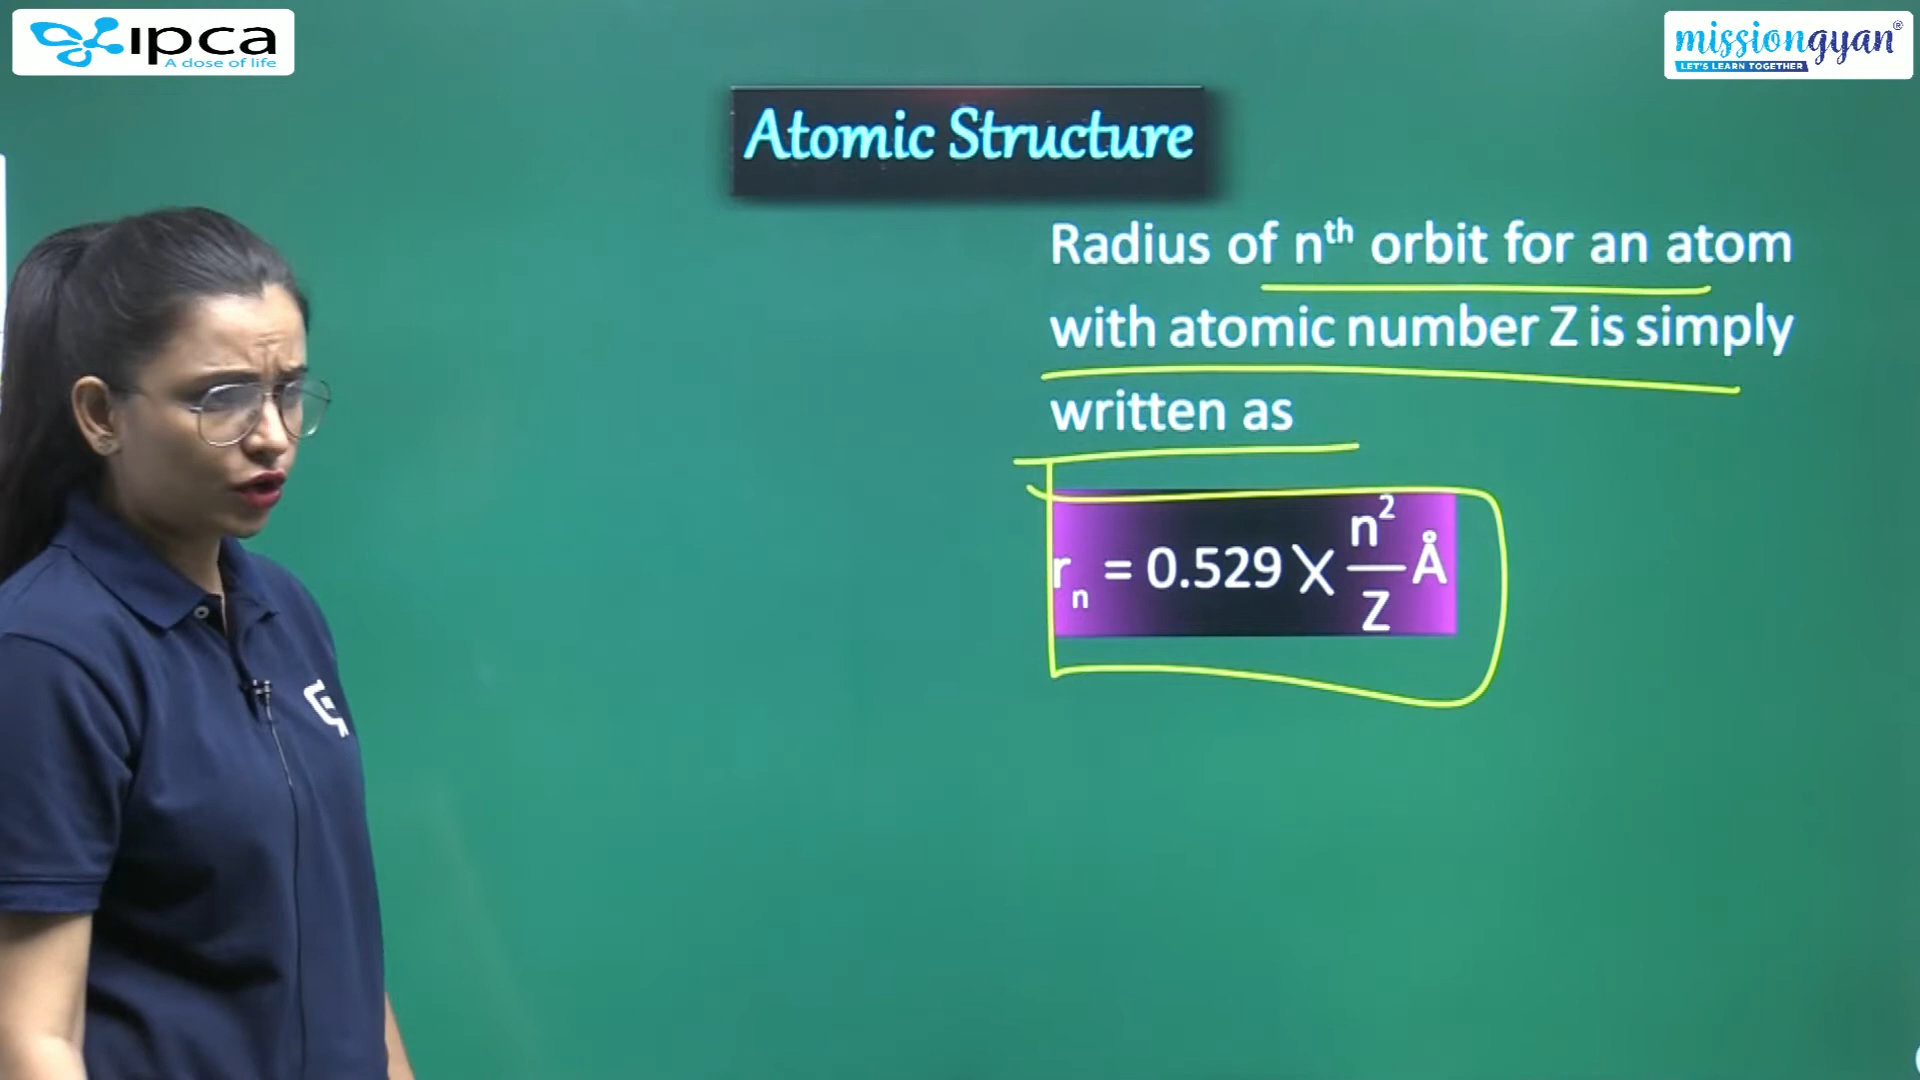 ipca
A dose of life
missiongyan®
LET'S LEARN TOGETHER
Atomic Structure
Radius of nᵗʰ orbit for an atom
with atomic number Z is simply
written as
rₙ = 0.529 × n²/Z Å